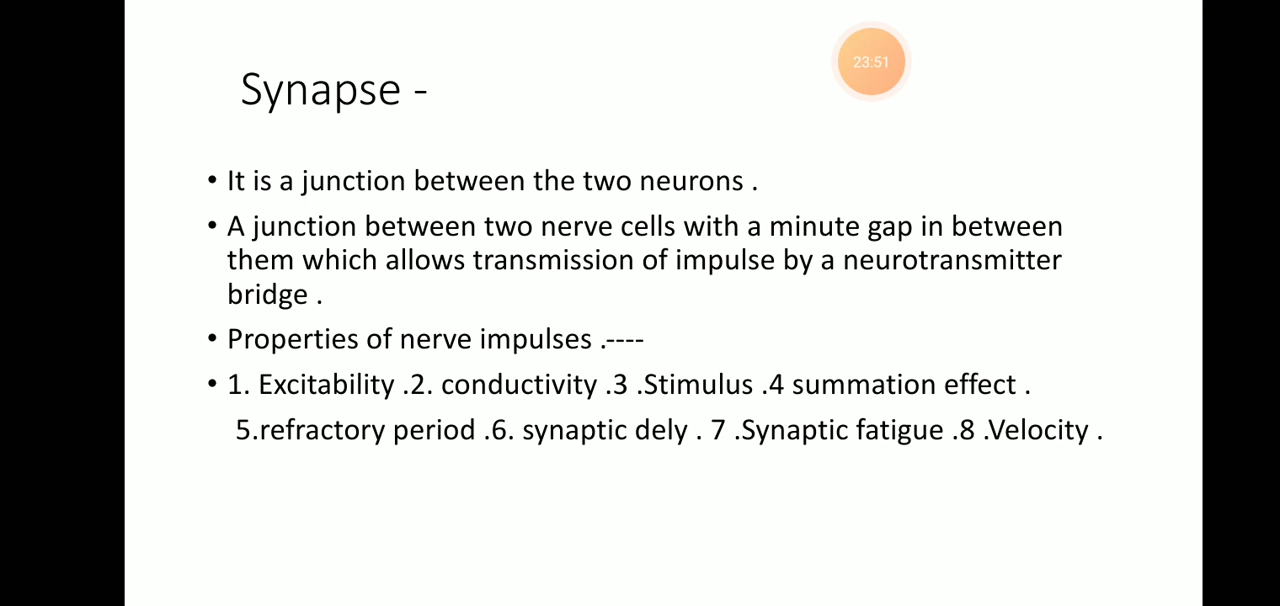 23:51
Synapse -
• It is a junction between the two neurons .
• A junction between two nerve cells with a minute gap in between
them which allows transmission of impulse by a neurotransmitter
bridge .
• Properties of nerve impulses .----
• 1. Excitability .2. conductivity .3 .Stimulus .4 summation effect .
5.refractory period .6. synaptic dely . 7 .Synaptic fatigue .8 .Velocity .